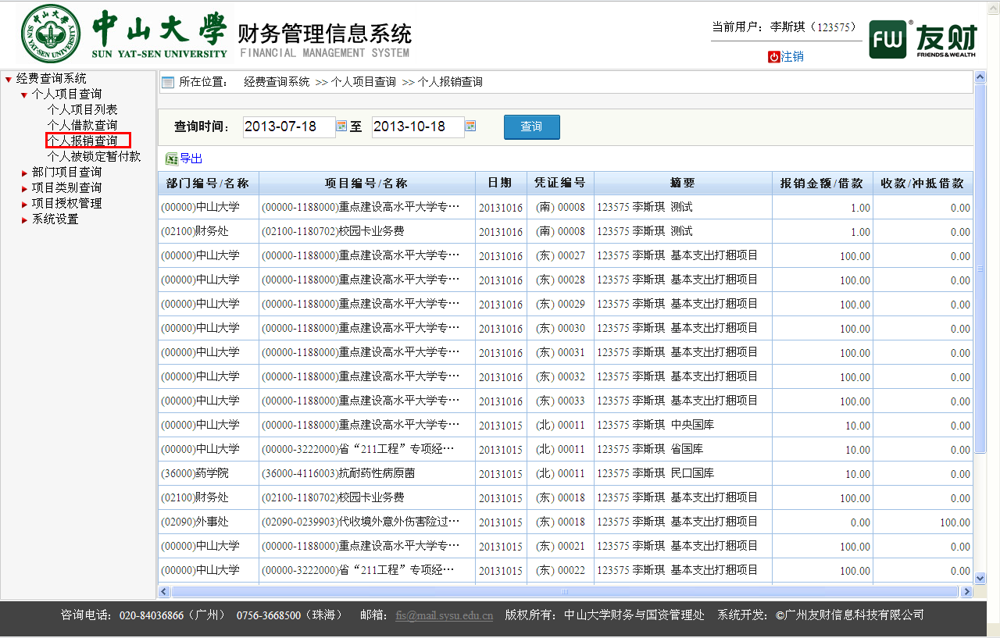 中山大学 财务管理信息系统
SUN YAT-SEN UNIVERSITY FINANCIAL MANAGEMENT SYSTEM
当前用户：李斯琪（123575）
注销
FW® 友财
FRIENDS&WEALTH
经费查询系统
个人项目查询
个人项目列表
个人借款查询
个人报销查询
个人被锁定暂付款
部门项目查询
项目类别查询
项目授权管理
系统设置
所在位置： 经费查询系统 >> 个人项目查询 >> 个人报销查询
查询时间： 2013-07-18 至 2013-10-18 查询
导出
部门编号/名称 项目编号/名称 日期 凭证编号 摘要 报销金额/借款 收款/冲抵借款
(00000)中山大学 (00000-1188000)重点建设高水平大学专… 20131016 (南) 00008 123575 李斯琪 测试 1.00 0.00
(02100)财务处 (02100-1180702)校园卡业务费 20131016 (南) 00008 123575 李斯琪 测试 1.00 0.00
(00000)中山大学 (00000-1188000)重点建设高水平大学专… 20131016 (东) 00027 123575 李斯琪 基本支出打捆项目 100.00 0.00
(00000)中山大学 (00000-1188000)重点建设高水平大学专… 20131016 (东) 00028 123575 李斯琪 基本支出打捆项目 100.00 0.00
(00000)中山大学 (00000-1188000)重点建设高水平大学专… 20131016 (东) 00029 123575 李斯琪 基本支出打捆项目 100.00 0.00
(00000)中山大学 (00000-1188000)重点建设高水平大学专… 20131016 (东) 00030 123575 李斯琪 基本支出打捆项目 100.00 0.00
(00000)中山大学 (00000-1188000)重点建设高水平大学专… 20131016 (东) 00031 123575 李斯琪 基本支出打捆项目 100.00 0.00
(00000)中山大学 (00000-1188000)重点建设高水平大学专… 20131016 (东) 00032 123575 李斯琪 基本支出打捆项目 100.00 0.00
(00000)中山大学 (00000-1188000)重点建设高水平大学专… 20131016 (东) 00033 123575 李斯琪 基本支出打捆项目 100.00 0.00
(00000)中山大学 (00000-1188000)重点建设高水平大学专… 20131015 (北) 00011 123575 李斯琪 中央国库 10.00 0.00
(00000)中山大学 (00000-3222000)省“211工程”专项经… 20131015 (北) 00011 123575 李斯琪 省国库 10.00 0.00
(36000)药学院 (36000-4116003)抗耐药性病原菌 20131015 (北) 00011 123575 李斯琪 民口国库 10.00 0.00
(02100)财务处 (02100-1180702)校园卡业务费 20131015 (东) 00018 123575 李斯琪 基本支出打捆项目 100.00 0.00
(02090)外事处 (02090-0239903)代收境外意外伤害险过… 20131015 (东) 00018 123575 李斯琪 基本支出打捆项目 0.00 100.00
(00000)中山大学 (00000-1188000)重点建设高水平大学专… 20131015 (东) 00021 123575 李斯琪 基本支出打捆项目 100.00 0.00
(00000)中山大学 (00000-3222000)省“211工程”专项经… 20131015 (东) 00022 123575 李斯琪 基本支出打捆项目 100.00 0.00
咨询电话：020-84036866（广州） 0756-3668500（珠海） 邮箱：fis@mail.sysu.edu.cn 版权所有：中山大学财务与国资管理处 系统开发：©广州友财信息科技有限公司